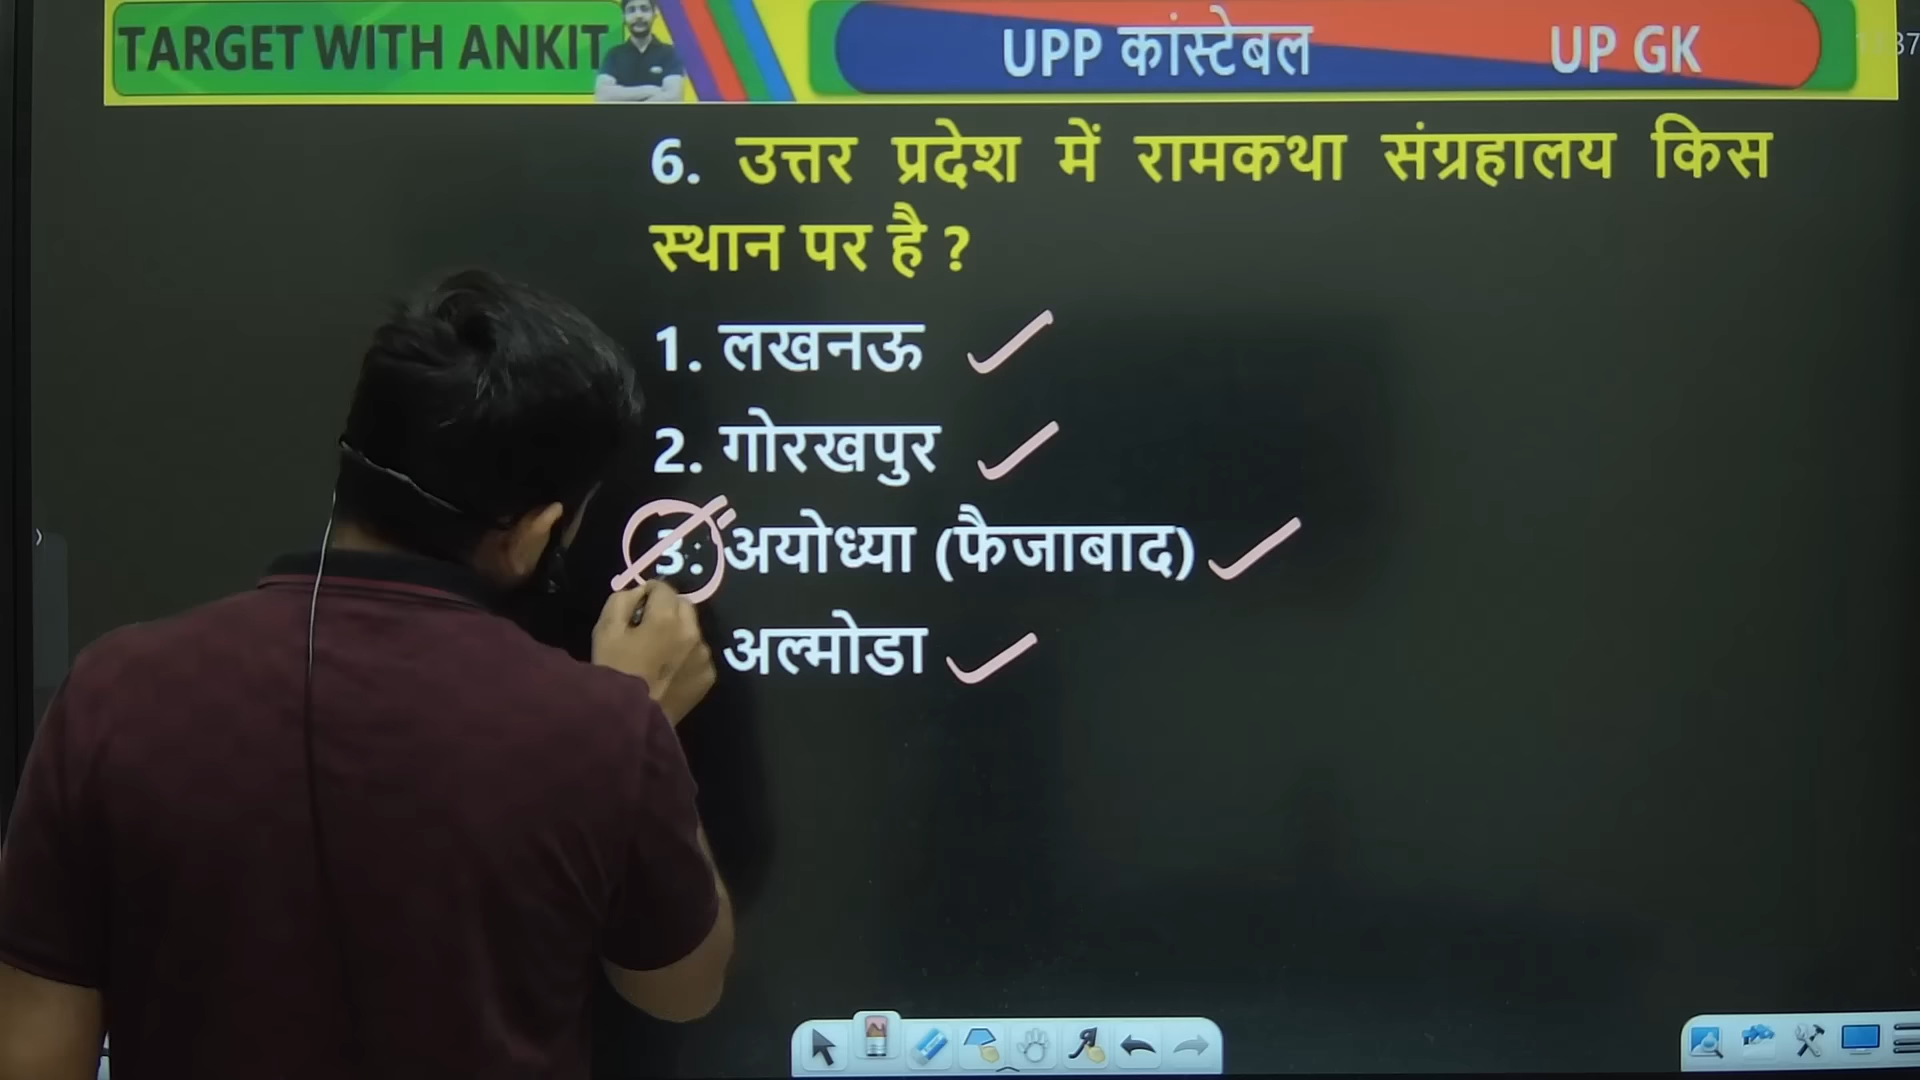 TARGET WITH ANKIT
UPP कांस्टेबल
UP GK
6. उत्तर प्रदेश में रामकथा संग्रहालय किस
स्थान पर है ?
1. लखनऊ
2. गोरखपुर
3. अयोध्या (फैजाबाद)
अल्मोडा